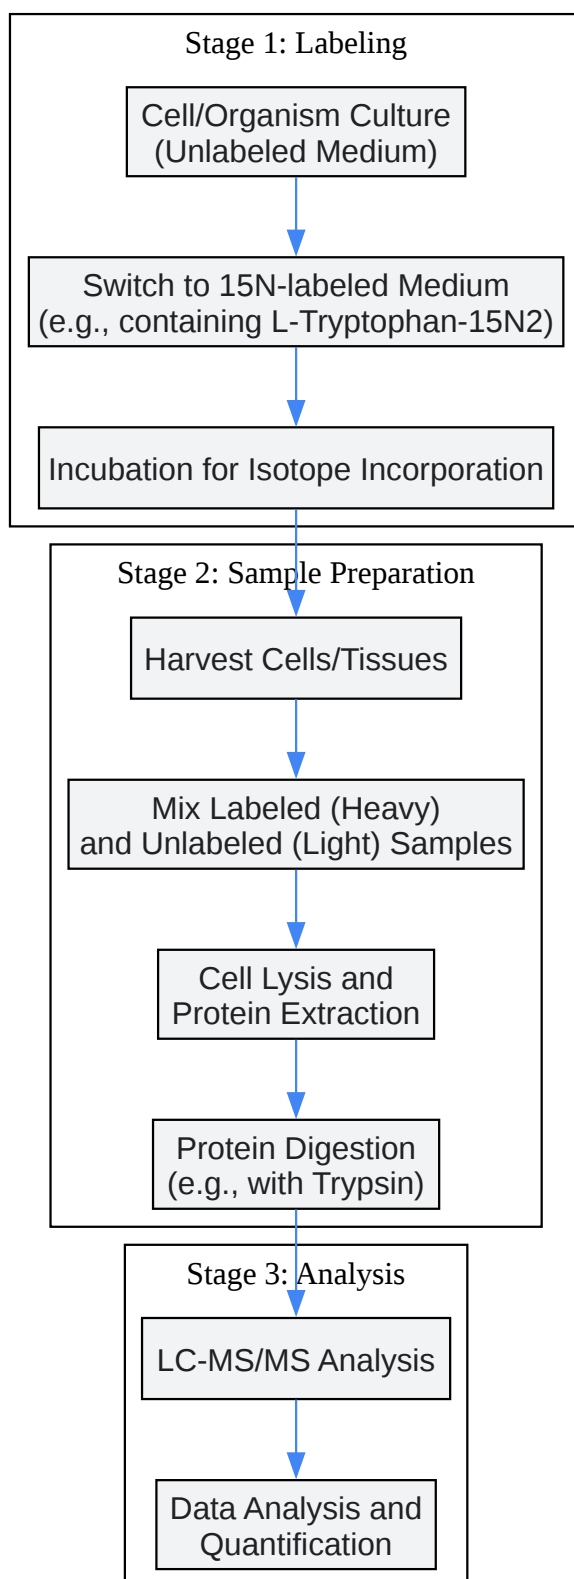 Stage 1: Labeling
Cell/Organism Culture
(Unlabeled Medium)
Switch to 15N-labeled Medium
(e.g., containing L-Tryptophan-15N2)
Incubation for Isotope Incorporation
Stage 2: Sample Preparation
Harvest Cells/Tissues
Mix Labeled (Heavy)
and Unlabeled (Light) Samples
Cell Lysis and
Protein Extraction
Protein Digestion
(e.g., with Trypsin)
Stage 3: Analysis
LC-MS/MS Analysis
Data Analysis and
Quantification